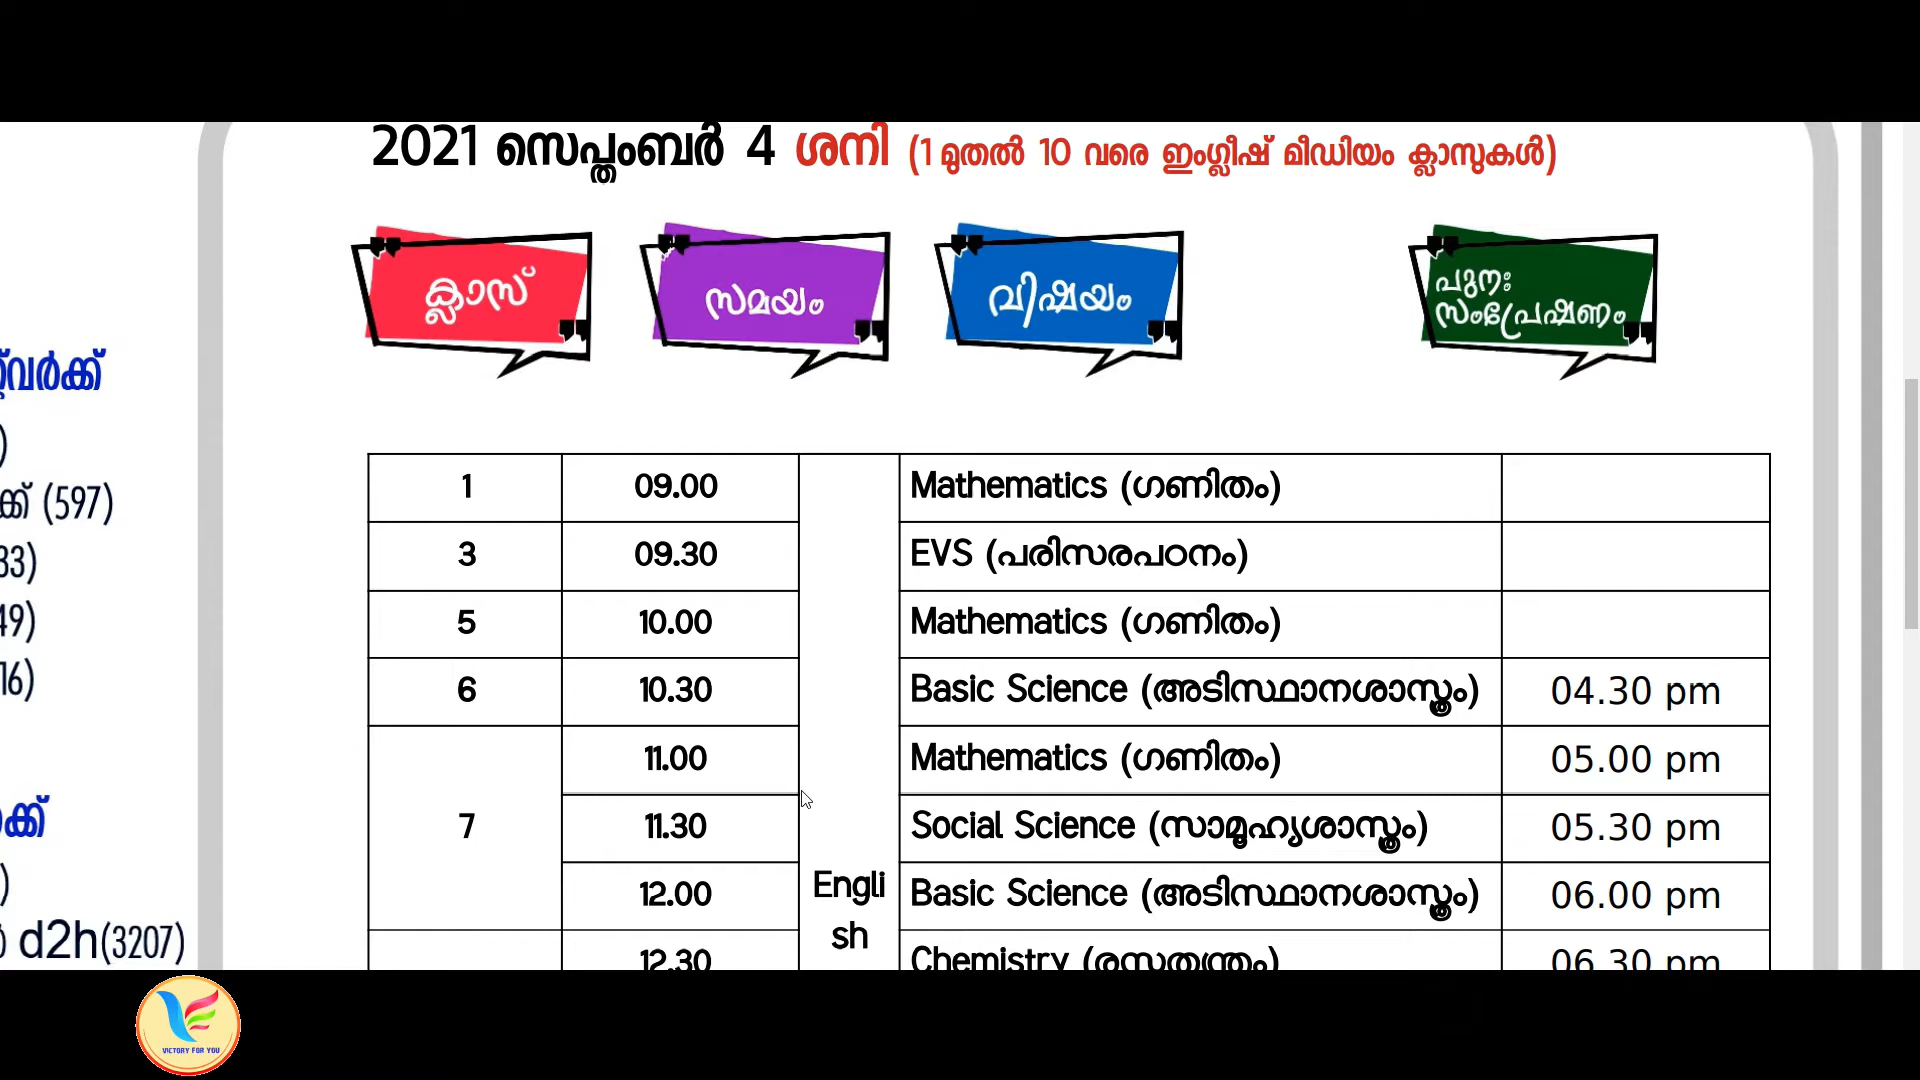 2021 സെപ്തംബർ 4 ശനി (1 മുതൽ 10 വരെ ഇംഗ്ലീഷ് മീഡിയം ക്ലാസുകൾ)
ക്ലാസ് സമയം വിഷയം പുനഃ
സംപ്രേഷണം
1 09.00 Mathematics (ഗണിതം)
3 09.30 EVS (പരിസരപഠനം)
5 10.00 Mathematics (ഗണിതം)
6 10.30 Basic Science (അടിസ്ഥാനശാസ്ത്രം) 04.30 pm
11.00 Mathematics (ഗണിതം) 05.00 pm
7 11.30 Social Science (സാമൂഹ്യശാസ്ത്രം) 05.30 pm
12.00 Basic Science (അടിസ്ഥാനശാസ്ത്രം) 06.00 pm
Engli
sh
12.30 Chemistry (രസതന്ത്രം) 06.30 pm
(597)
d2h(3207)
VICTORY FOR YOU